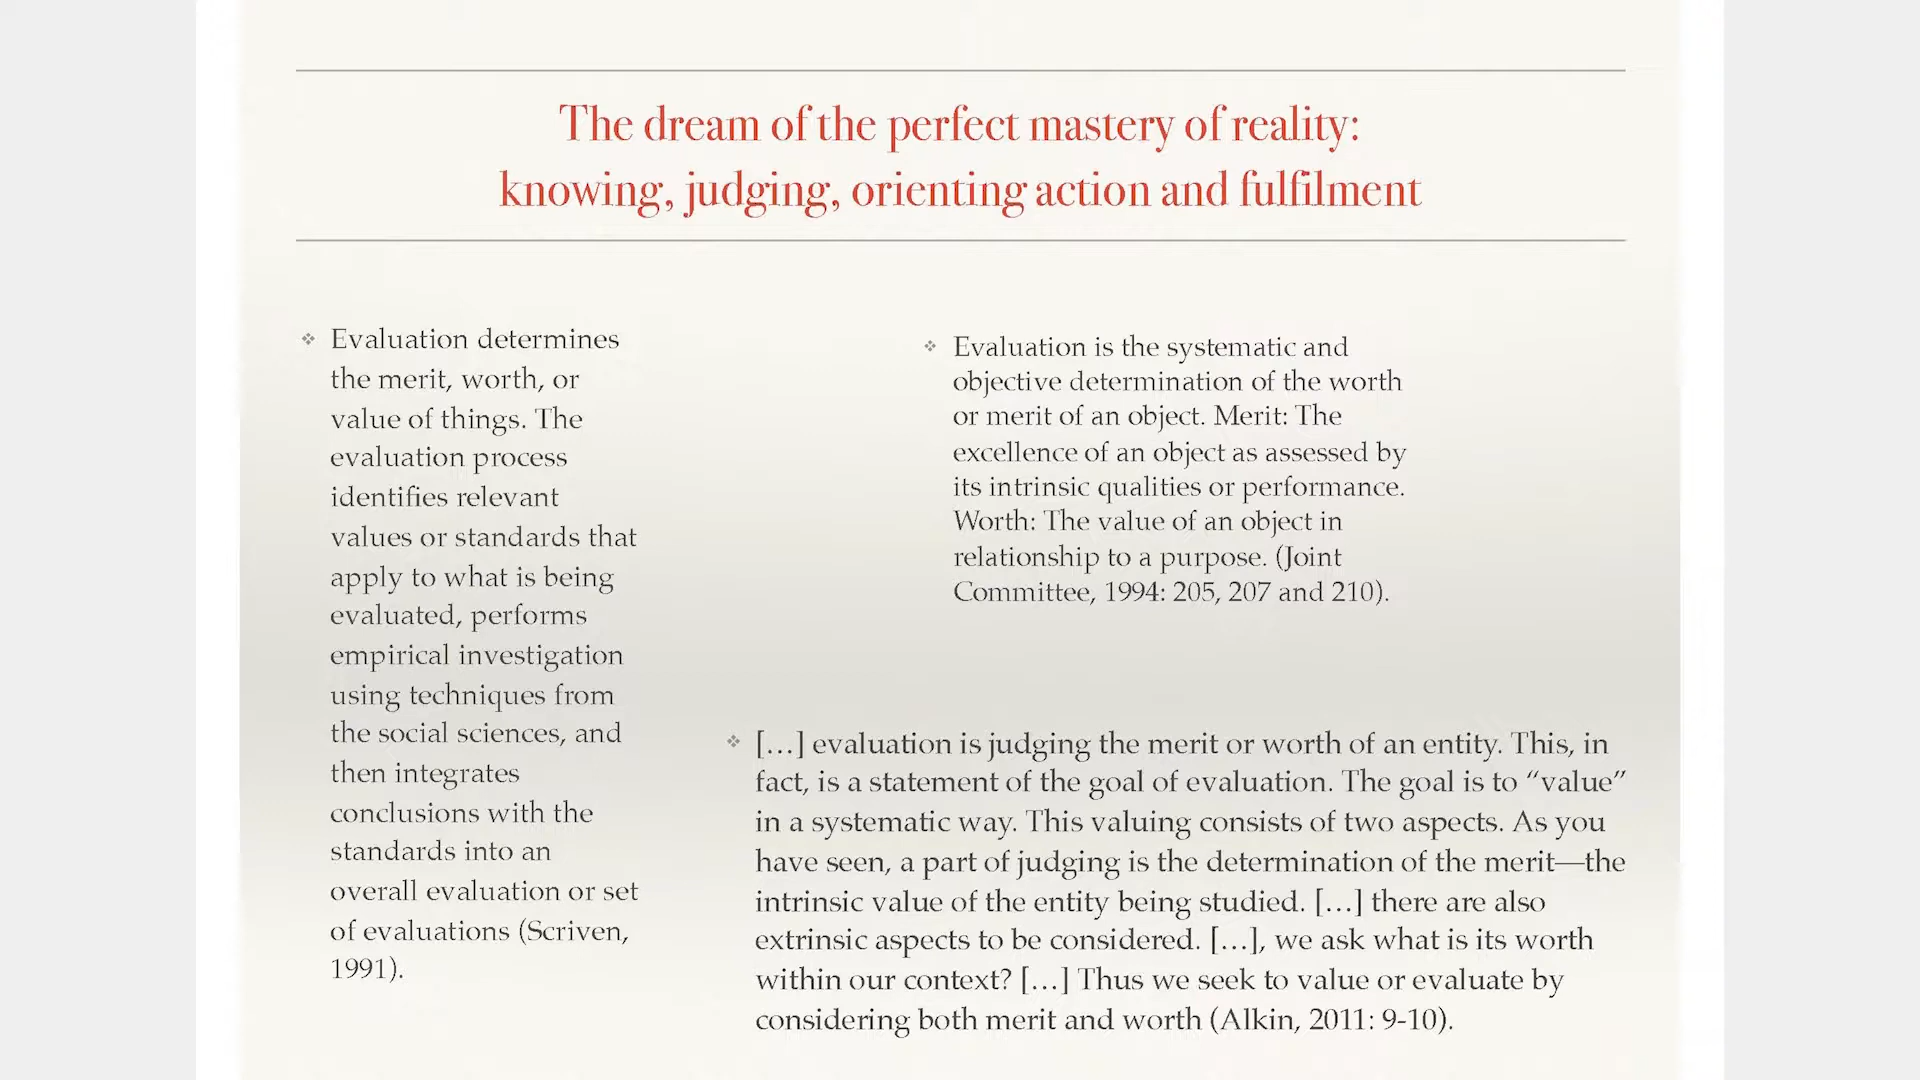 The dream of the perfect mastery of reality:
knowing, judging, orienting action and fulfilment
Evaluation determines
the merit, worth, or
value of things. The
evaluation process
identifies relevant
values or standards that
apply to what is being
evaluated, performs
empirical investigation
using techniques from
the social sciences, and
then integrates
conclusions with the
standards into an
overall evaluation or set
of evaluations (Scriven,
1991).
Evaluation is the systematic and
objective determination of the worth
or merit of an object. Merit: The
excellence of an object as assessed by
its intrinsic qualities or performance.
Worth: The value of an object in
relationship to a purpose. (Joint
Committee, 1994: 205, 207 and 210).
[…] evaluation is judging the merit or worth of an entity. This, in
fact, is a statement of the goal of evaluation. The goal is to “value”
in a systematic way. This valuing consists of two aspects. As you
have seen, a part of judging is the determination of the merit—the
intrinsic value of the entity being studied. […] there are also
extrinsic aspects to be considered. […], we ask what is its worth
within our context? […] Thus we seek to value or evaluate by
considering both merit and worth (Alkin, 2011: 9-10).